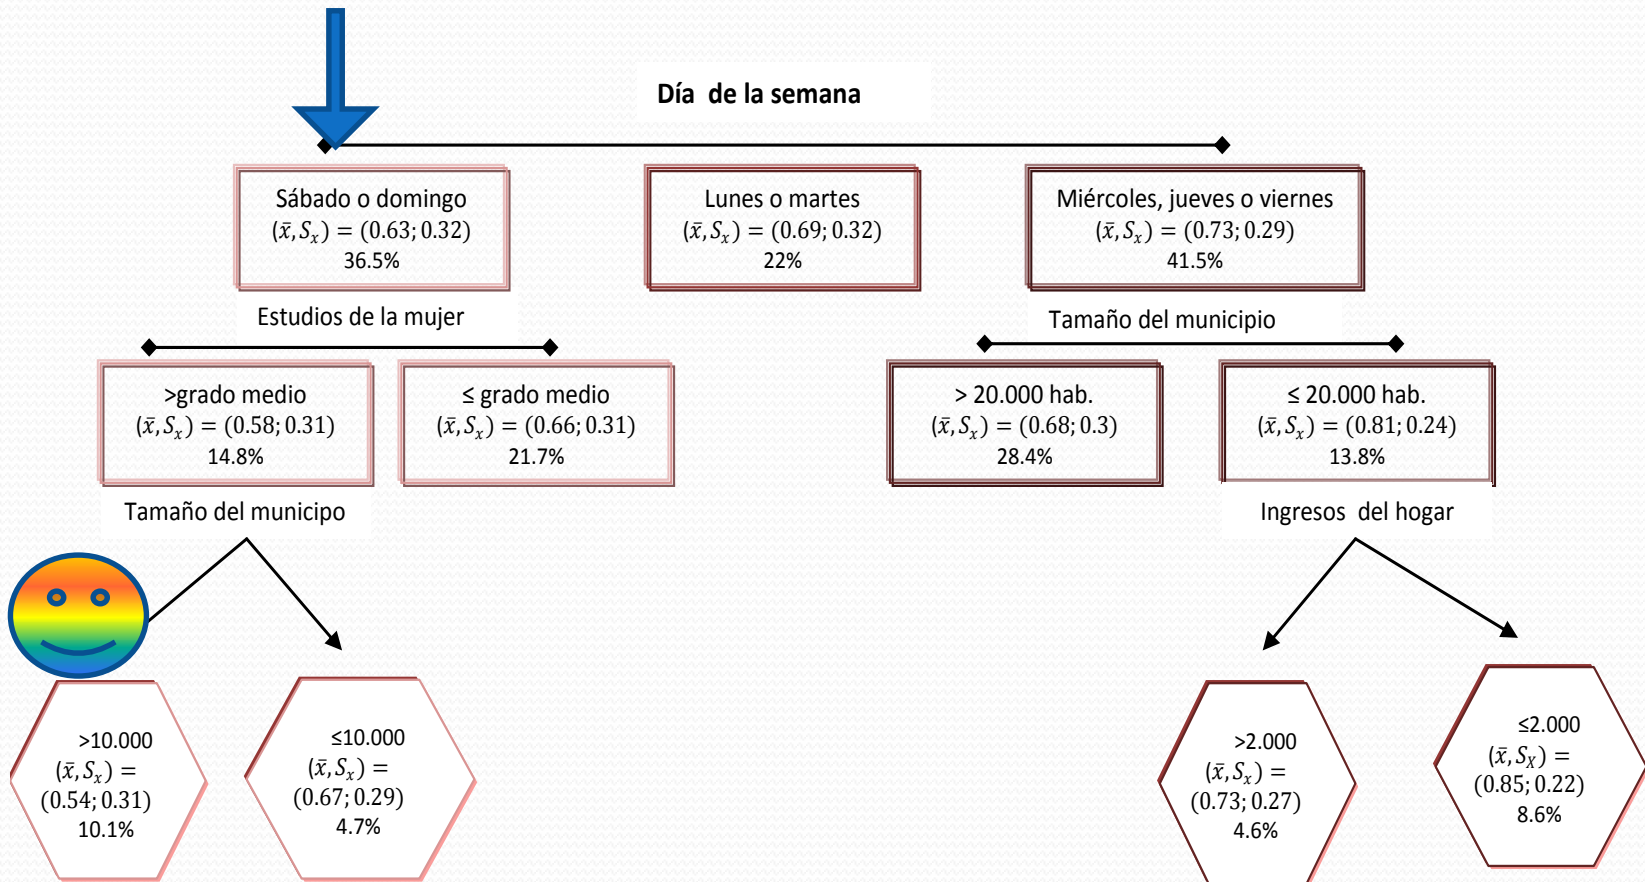 Día de la semana
Sábado o domingo
(x̄, Sₓ) = (0.63; 0.32)
36.5%
Lunes o martes
(x̄, Sₓ) = (0.69; 0.32)
22%
Miércoles, jueves o viernes
(x̄, Sₓ) = (0.73; 0.29)
41.5%
Estudios de la mujer
Tamaño del municipio
>grado medio
(x̄, Sₓ) = (0.58; 0.31)
14.8%
≤ grado medio
(x̄, Sₓ) = (0.66; 0.31)
21.7%
> 20.000 hab.
(x̄, Sₓ) = (0.68; 0.3)
28.4%
≤ 20.000 hab.
(x̄, Sₓ) = (0.81; 0.24)
13.8%
Tamaño del municipo
Ingresos del hogar
>10.000
(x̄, Sₓ) =
(0.54; 0.31)
10.1%
≤10.000
(x̄, Sₓ) =
(0.67; 0.29)
4.7%
>2.000
(x̄, Sₓ) =
(0.73; 0.27)
4.6%
≤2.000
(x̄, S_X) =
(0.85; 0.22)
8.6%